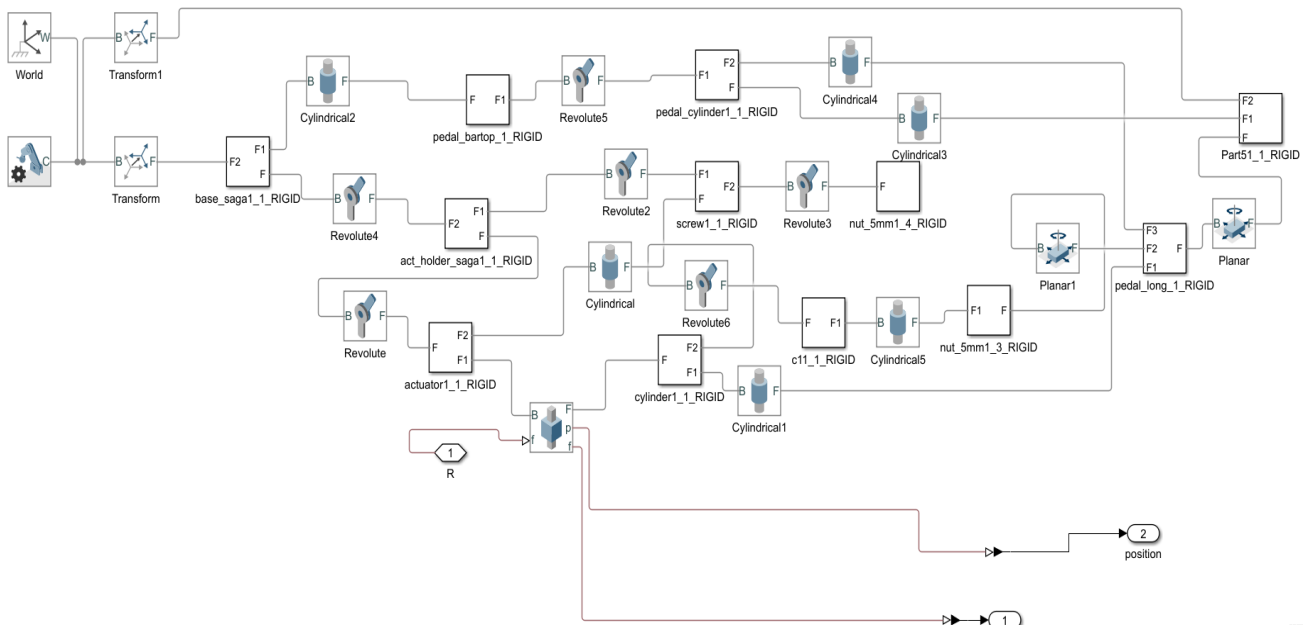 W
World
B F
Transform1
C
B F
Transform
F2 F1 F
base_saga1_1_RIGID
B F
Cylindrical2
F F1
pedal_bartop_1_RIGID
B F
Revolute5
F1 F2 F
pedal_cylinder1_1_RIGID
B F
Cylindrical4
B F
Cylindrical3
F2
F1
F
Part51_1_RIGID
B F
Revolute4
F2 F1 F
act_holder_saga1_1_RIGID
B F
Revolute2
F1 F2 F
screw1_1_RIGID
B F
Revolute3
F
nut_5mm1_4_RIGID
B F
Revolute
F F2 F1
actuator1_1_RIGID
B F
Cylindrical
B F
Revolute6
F F1
c11_1_RIGID
B F
Cylindrical5
F1 F
nut_5mm1_3_RIGID
B F
Planar1
F3
F2 F
F1
pedal_long_1_RIGID
B F
Planar
F F2 F1
cylinder1_1_RIGID
B F
Cylindrical1
B F
f p
f
1
R
2
position
1